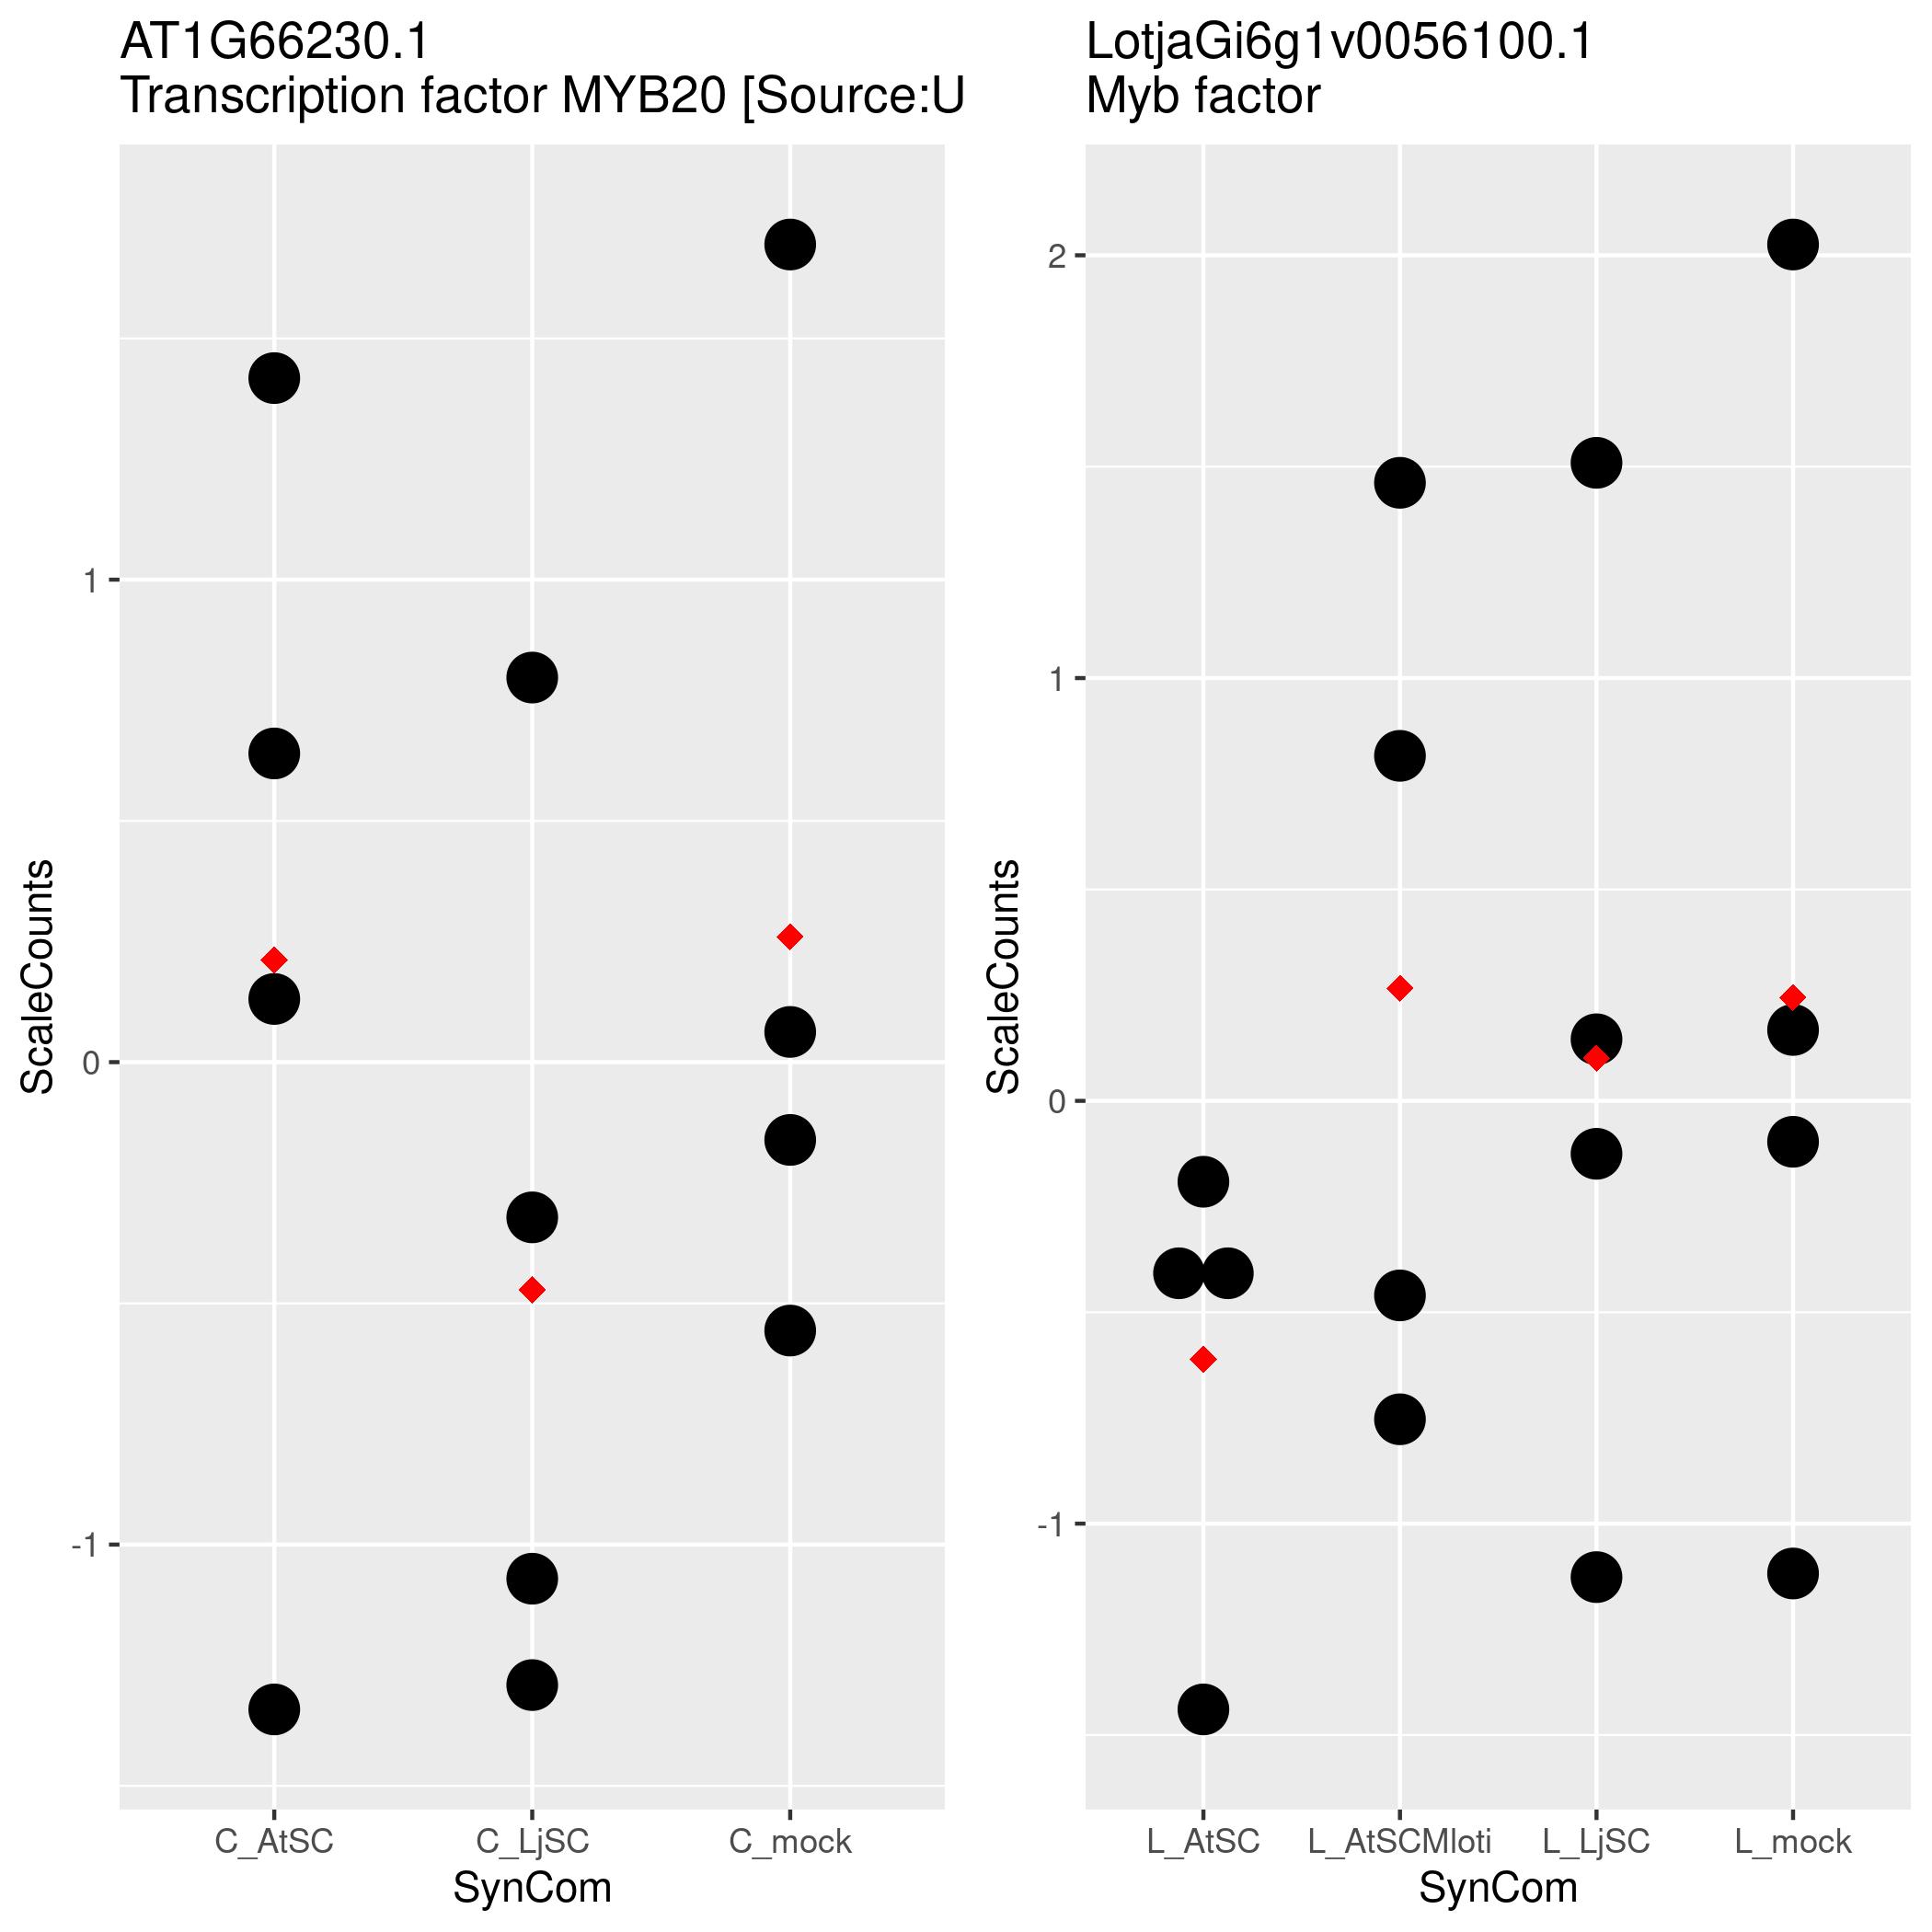 AT1G66230.1
Transcription factor MYB20 [Source:U
ScaleCounts
1
0
-1
C_AtSC
C_LjSC
C_mock
SynCom
LotjaGi6g1v0056100.1
Myb factor
ScaleCounts
2
1
0
-1
L_AtSC
L_AtSCMloti
L_LjSC
L_mock
SynCom